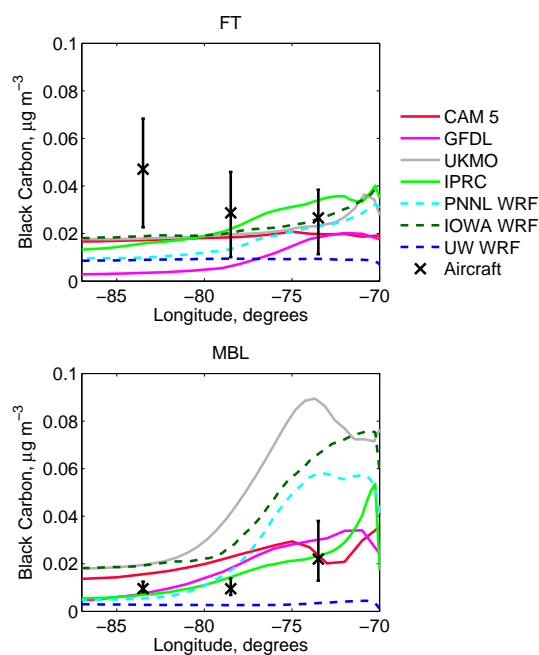 FT
0.1
0.08
0.06
0.04
0.02
0
Black Carbon, μg m⁻³
−85
−80
−75
−70
Longitude, degrees
CAM 5
GFDL
UKMO
IPRC
PNNL WRF
IOWA WRF
UW WRF
Aircraft
MBL
0.1
0.08
0.06
0.04
0.02
0
Black Carbon, μg m⁻³
−85
−80
−75
−70
Longitude, degrees